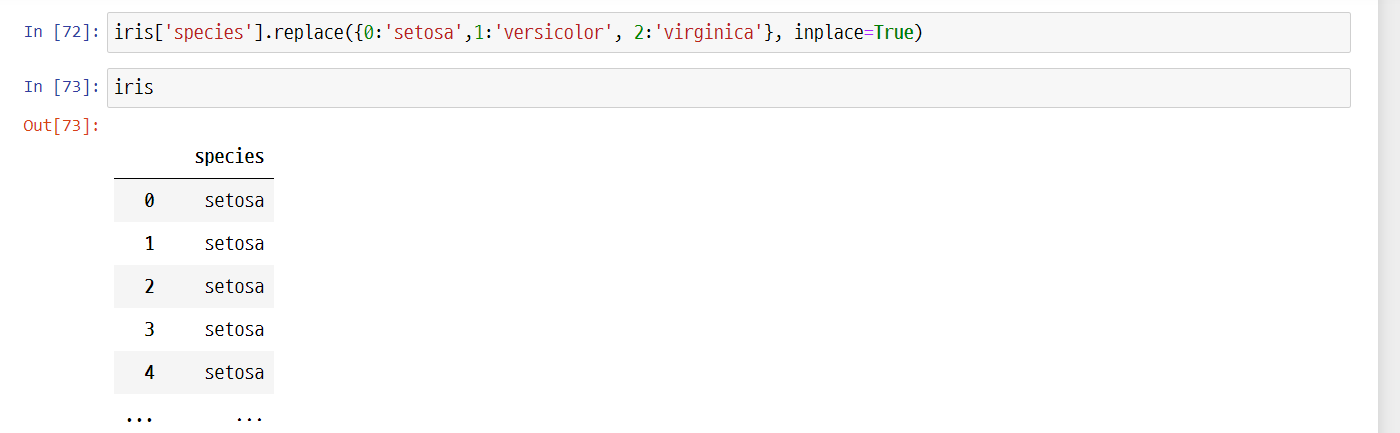 In [72]: iris['species'].replace({0:'setosa',1:'versicolor', 2:'virginica'}, inplace=True)
In [73]: iris
Out[73]:
species
0 setosa
1 setosa
2 setosa
3 setosa
4 setosa
... ...